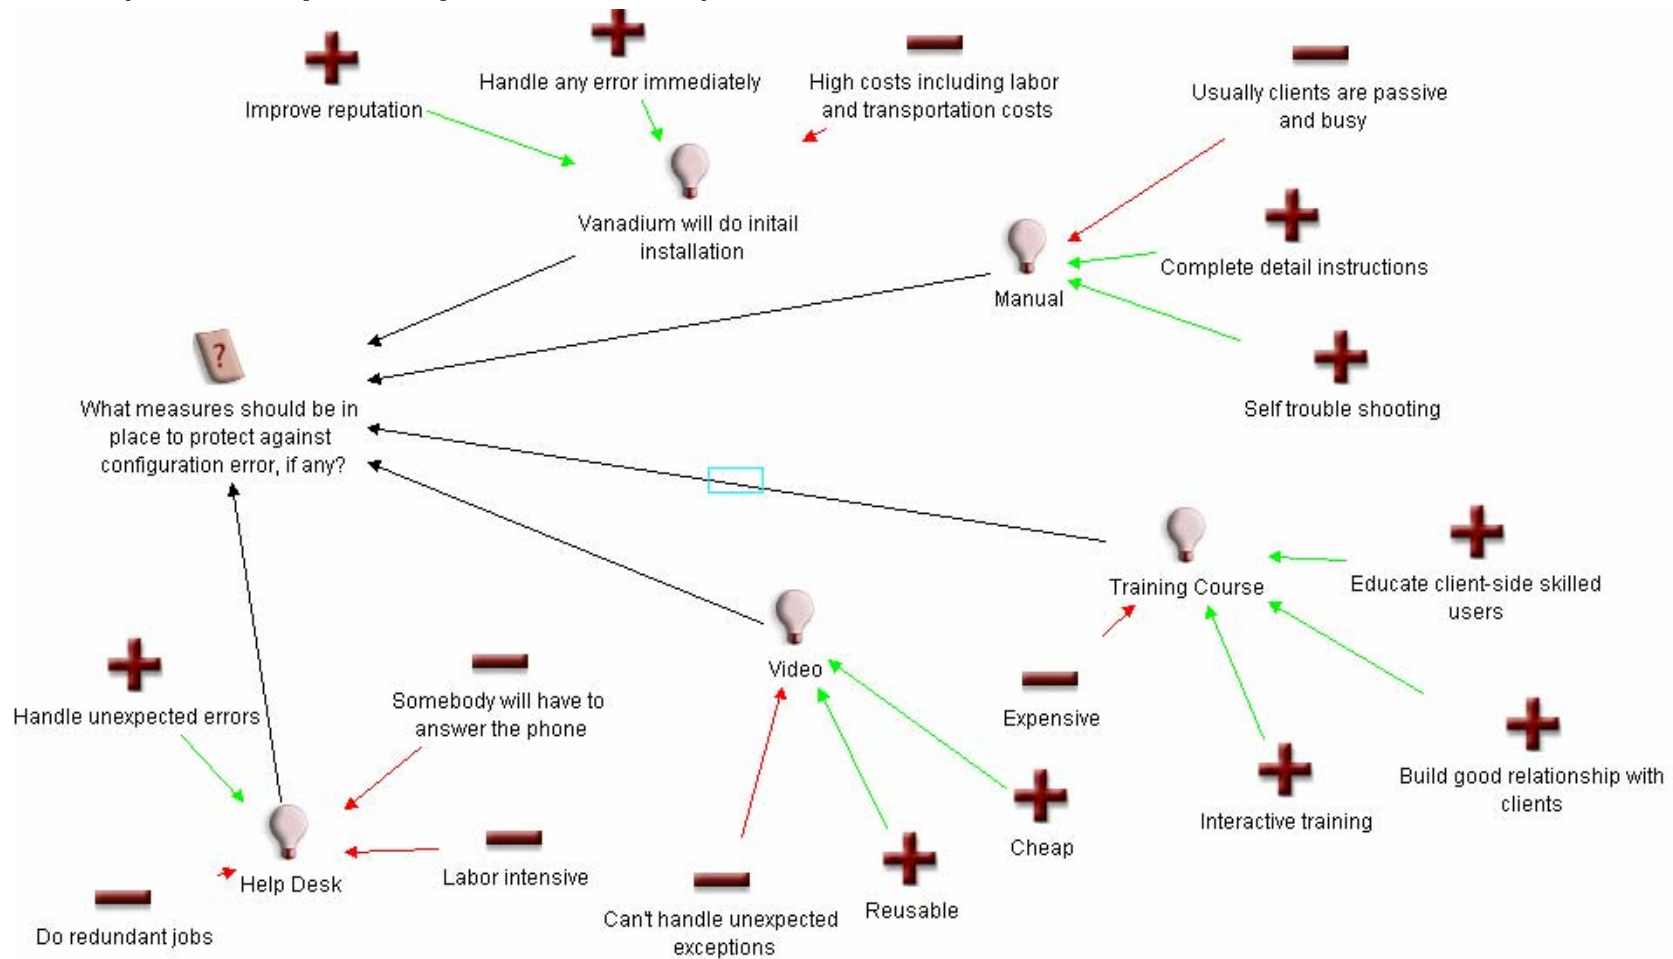 Improve reputation
Handle any error immediately
High costs including labor
and transportation costs
Usually clients are passive
and busy
Vanadium will do initail
installation
Complete detail instructions
Manual
?
What measures should be in
place to protect against
configuration error, if any?
Self trouble shooting
Training Course
Educate client-side skilled
users
Video
Handle unexpected errors
Somebody will have to
answer the phone
Expensive
Build good relationship with
clients
Interactive training
Cheap
Help Desk
Labor intensive
Reusable
Can't handle unexpected
exceptions
Do redundant jobs